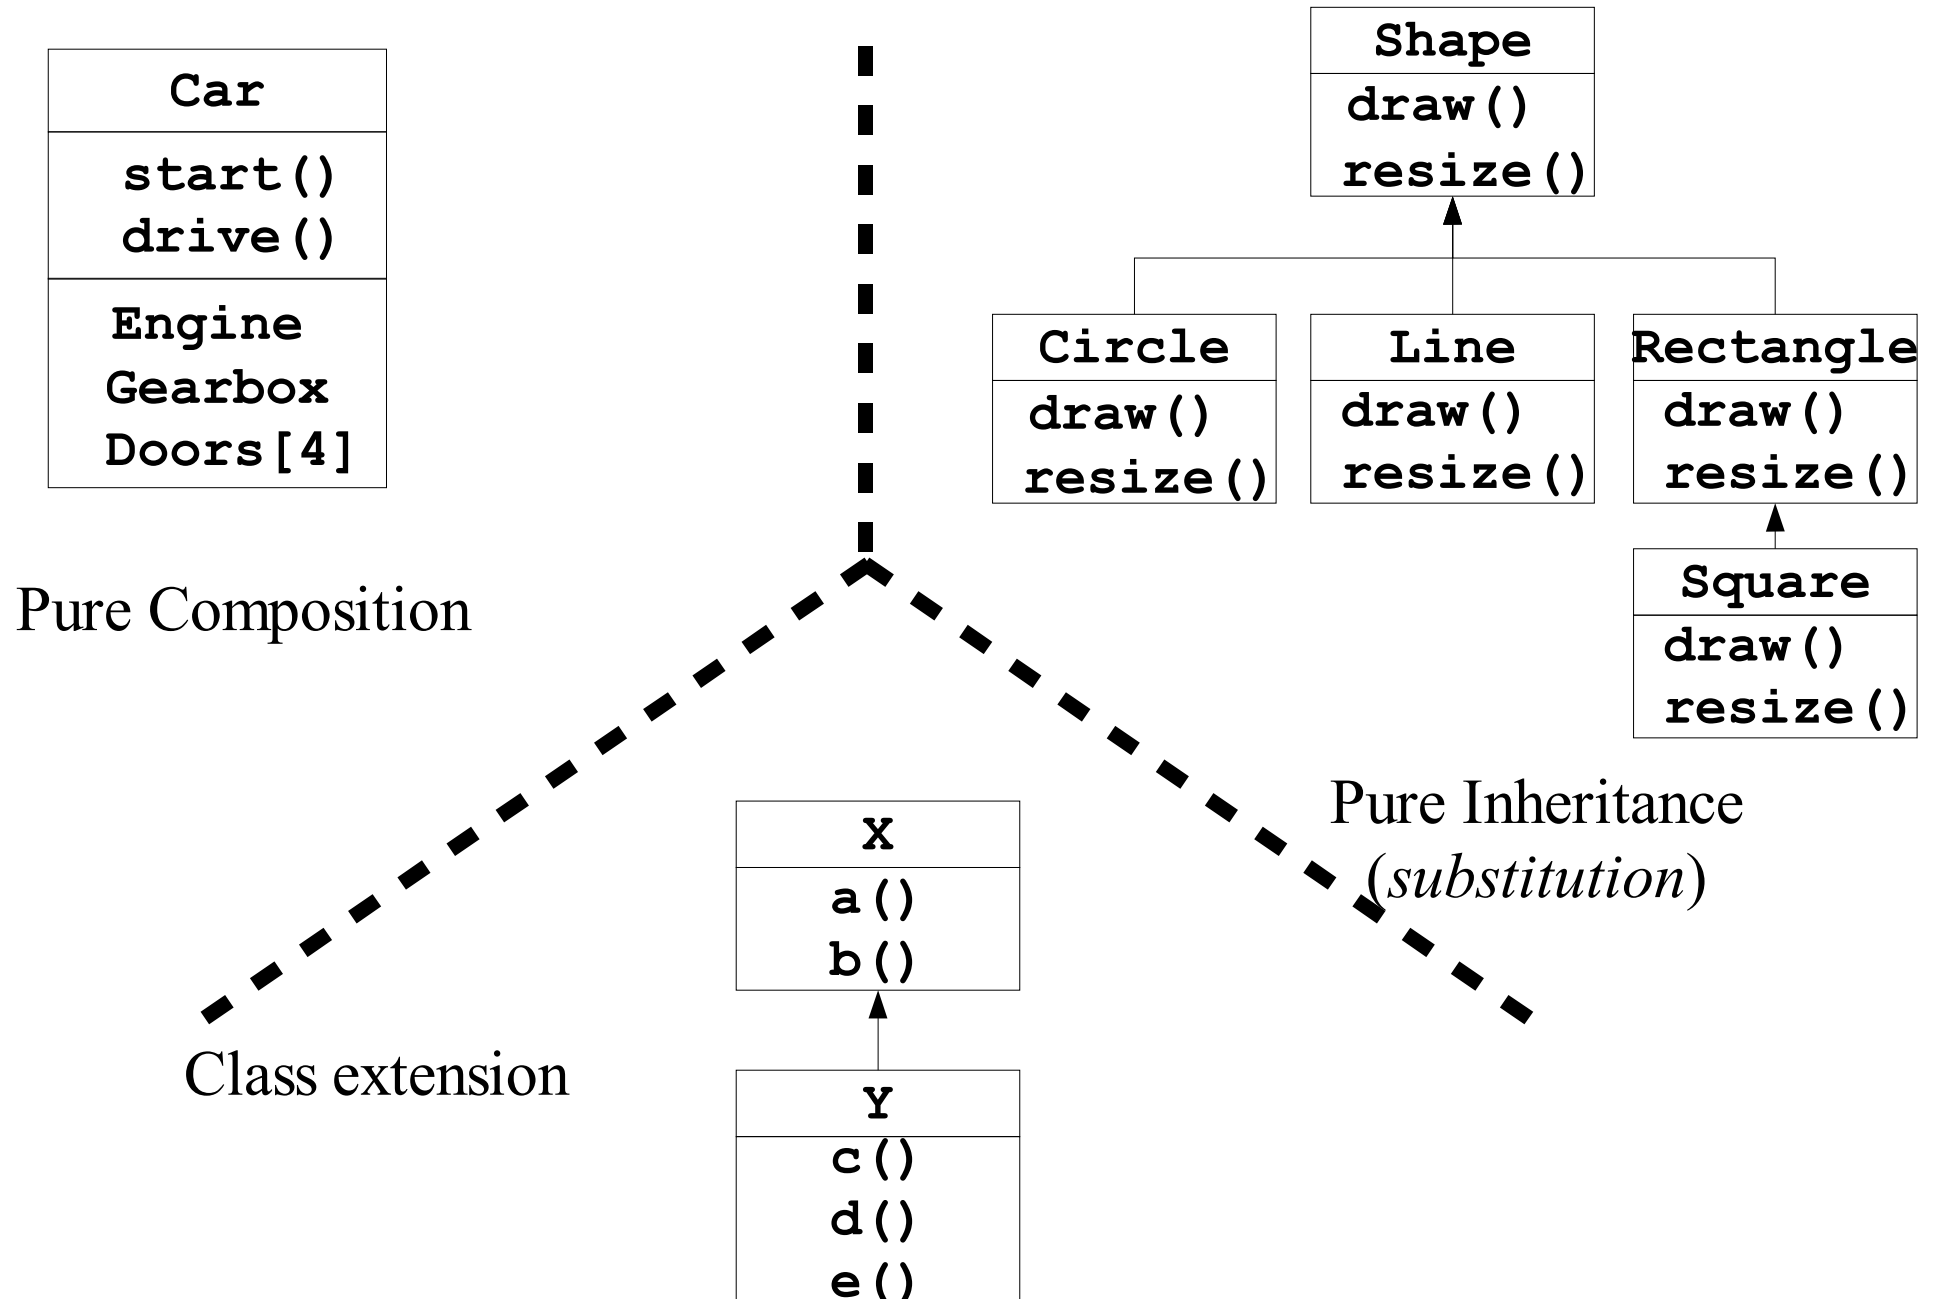 Car
start()
drive()
Engine
Gearbox
Doors[4]
Pure Composition
Shape
draw()
resize()
Circle
draw()
resize()
Line
draw()
resize()
Rectangle
draw()
resize()
Square
draw()
resize()
Pure Inheritance
(substitution)
Class extension
X
a()
b()
Y
c()
d()
e()